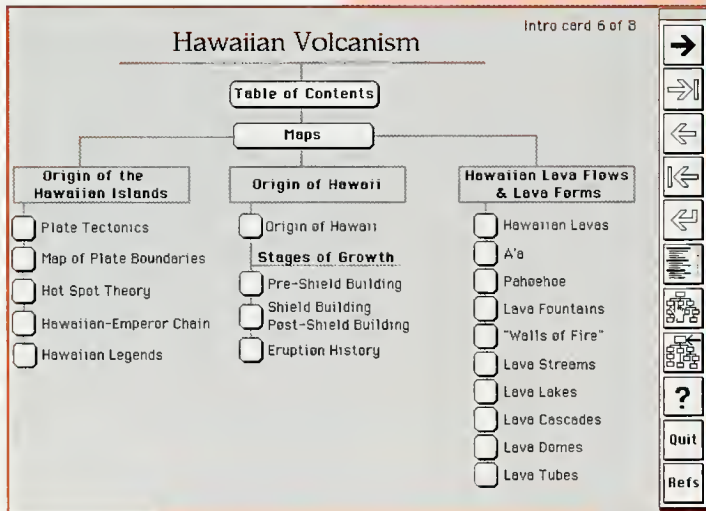 Intro card 6 of 8
Hawaiian Volcanism
Table of Contents
Maps
Origin of the
Hawaiian Islands
Plate Tectonics
Map of Plate Boundaries
Hot Spot Theory
Hawaiian-Emperor Chain
Hawaiian Legends
Origin of Hawaii
Origin of Hawaii
Stages of Growth
Pre-Shield Building
Shield Building
Post-Shield Building
Eruption History
Hawaiian Lava Flows
& Lava Forms
Hawaiian Lavas
A'a
Pahoehoe
Lava Fountains
"Walls of Fire"
Lava Streams
Lava Lakes
Lava Cascades
Lava Domes
Lava Tubes
?
Quit
Refs